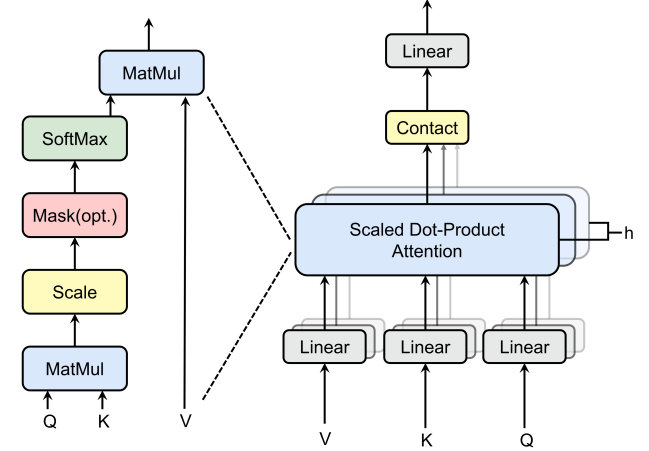 MatMul
SoftMax
Mask(opt.)
Scale
MatMul
Q K V
Linear
Contact
Scaled Dot-Product
Attention
h
Linear Linear Linear
V K Q